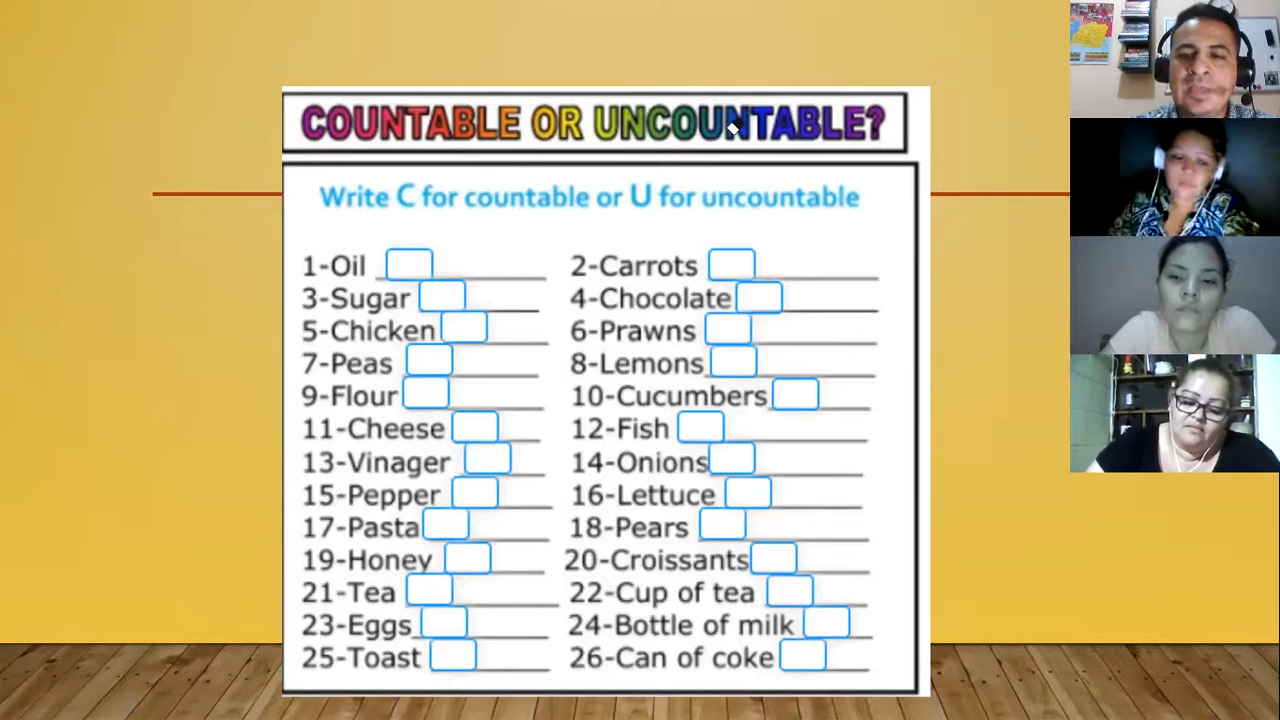 COUNTABLE OR UNCOUNTABLE?
Write C for countable or U for uncountable
1-Oil 2-Carrots
3-Sugar 4-Chocolate
5-Chicken 6-Prawns
7-Peas 8-Lemons
9-Flour 10-Cucumbers
11-Cheese 12-Fish
13-Vinager 14-Onions
15-Pepper 16-Lettuce
17-Pasta 18-Pears
19-Honey 20-Croissants
21-Tea 22-Cup of tea
23-Eggs 24-Bottle of milk
25-Toast 26-Can of coke